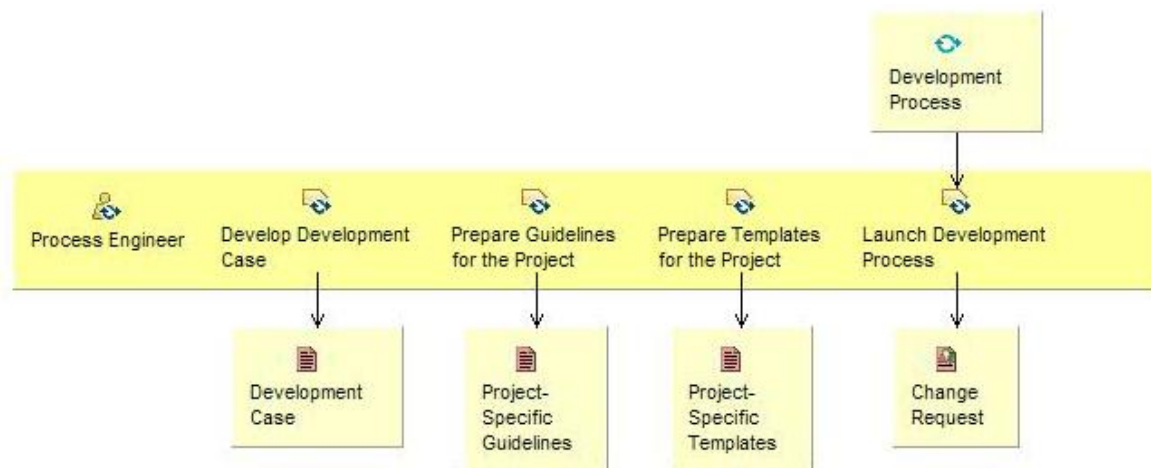 Development
Process
Process Engineer
Develop Development
Case
Prepare Guidelines
for the Project
Prepare Templates
for the Project
Launch Development
Process
Development
Case
Project-
Specific
Guidelines
Project-
Specific
Templates
Change
Request